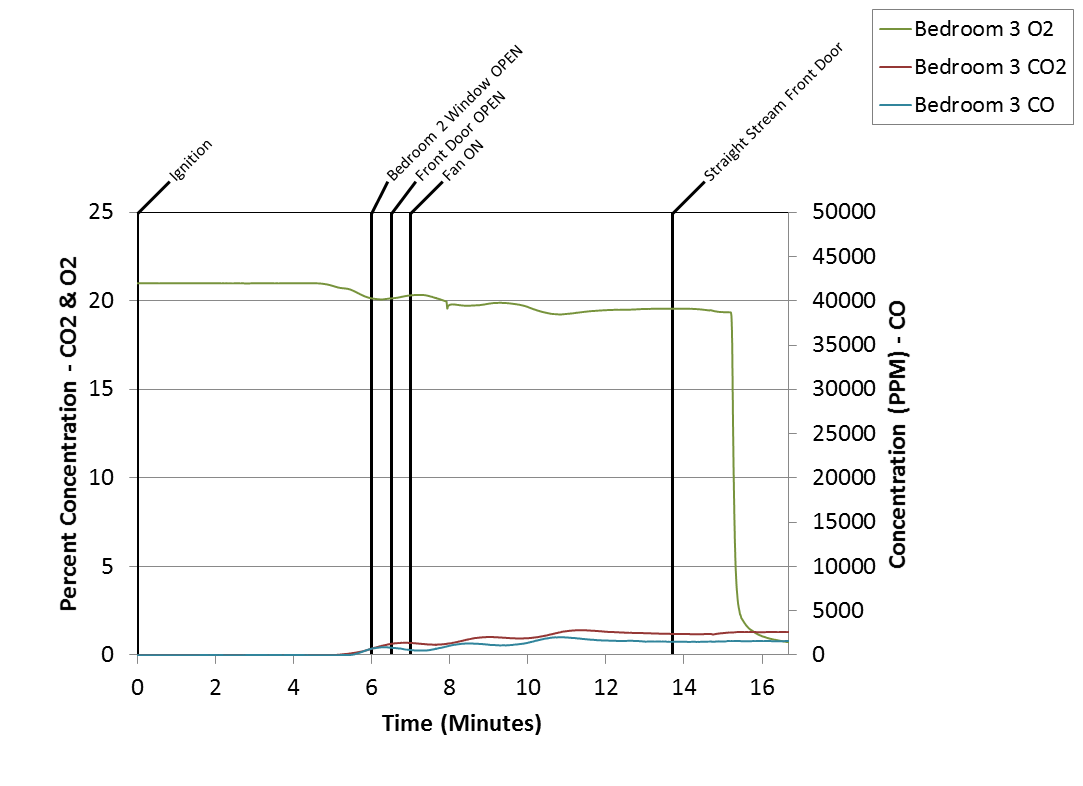 Bedroom 3 O2
Bedroom 3 CO2
Bedroom 3 CO
Ignition
Bedroom 2 Window OPEN
Front Door OPEN
Fan ON
Straight Stream Front Door
Percent Concentration - CO2 & O2
25
20
15
10
5
0
50000
45000
40000
35000
30000
25000
20000
15000
10000
5000
0
Concentration (PPM) - CO
0 2 4 6 8 10 12 14 16
Time (Minutes)